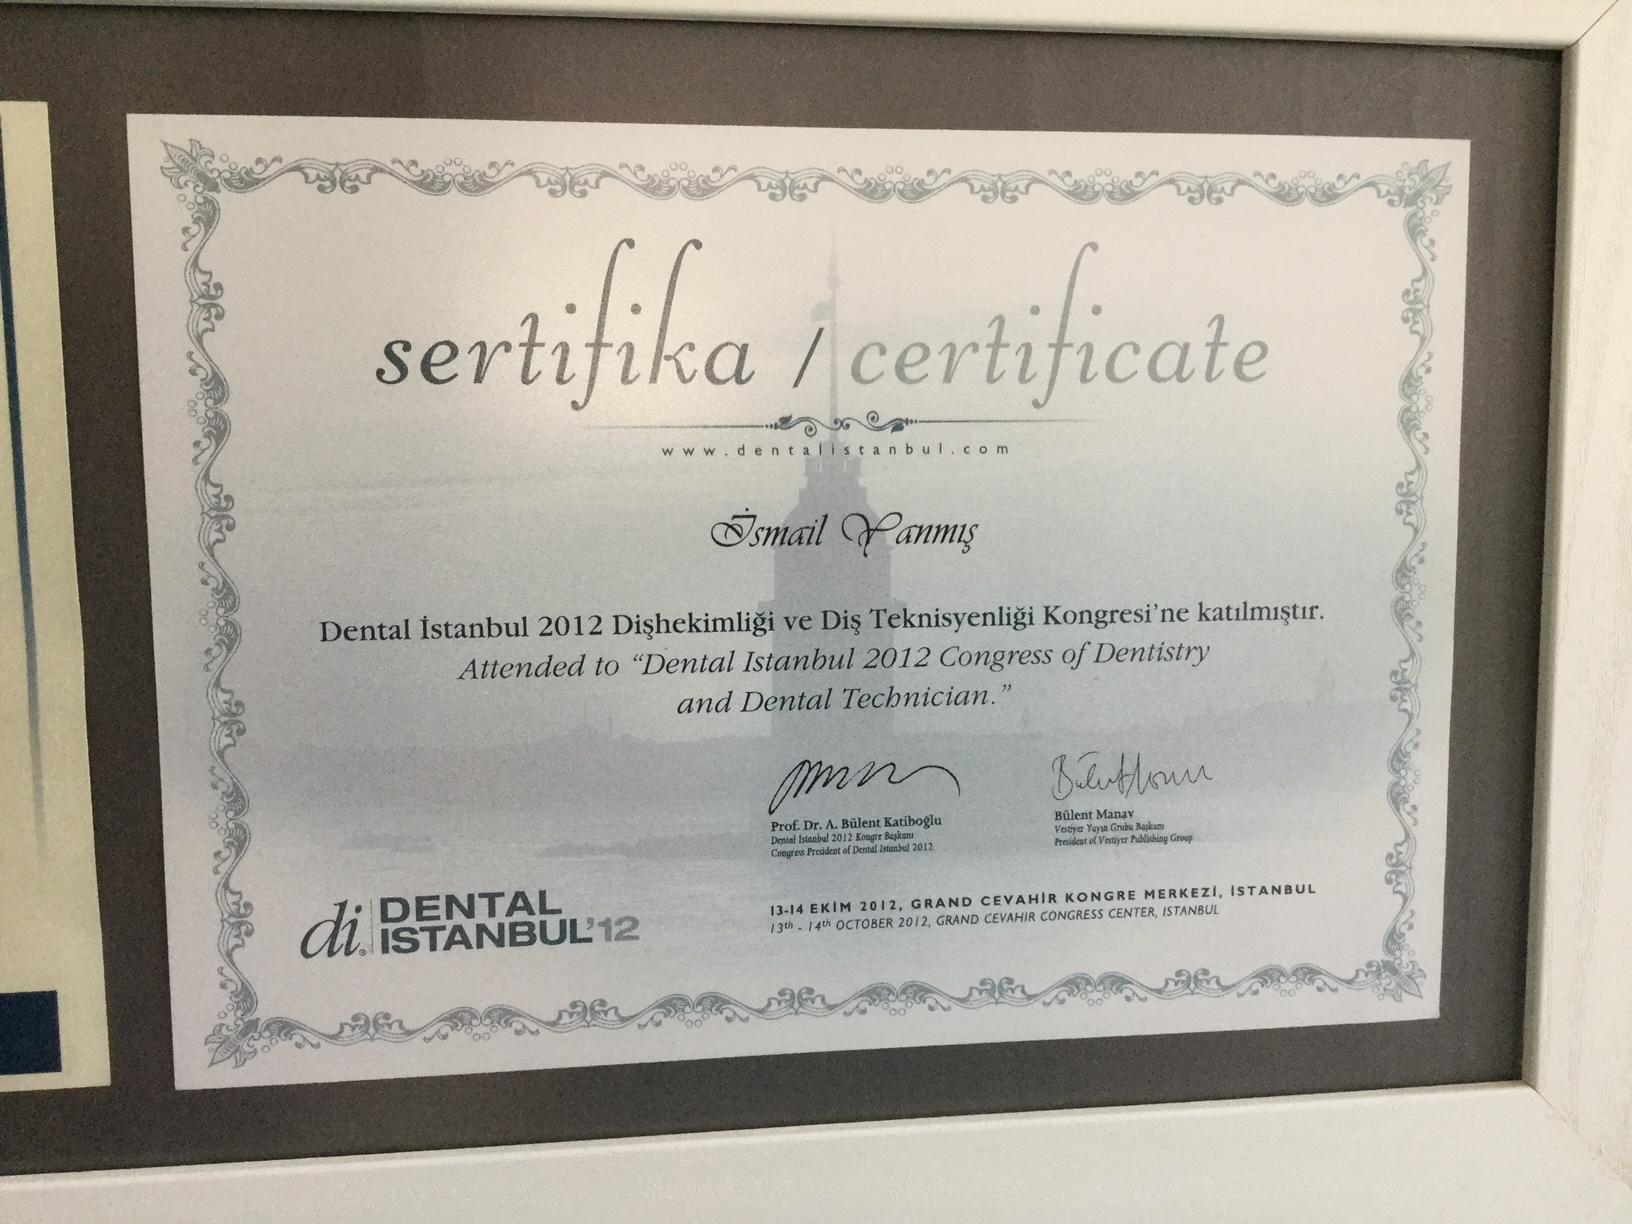 sertifika / certificate
www.dentalistanbul.com
İsmail Yanmış
Dental İstanbul 2012 Dişhekimliği ve Diş Teknisyenliği Kongresi'ne katılmıştır.
Attended to “Dental Istanbul 2012 Congress of Dentistry
and Dental Technician.”
Prof. Dr. A. Bülent Katiboğlu
Dental Istanbul 2012 Kongre Başkanı
Congress President of Dental Istanbul 2012
Bülent Manav
Vestiyer Yayın Grubu Başkanı
President of Vestiyer Publishing Group
di. DENTAL
ISTANBUL'12
13-14 EKİM 2012, GRAND CEVAHİR KONGRE MERKEZİ, İSTANBUL
13th - 14th OCTOBER 2012, GRAND CEVAHIR CONGRESS CENTER, ISTANBUL